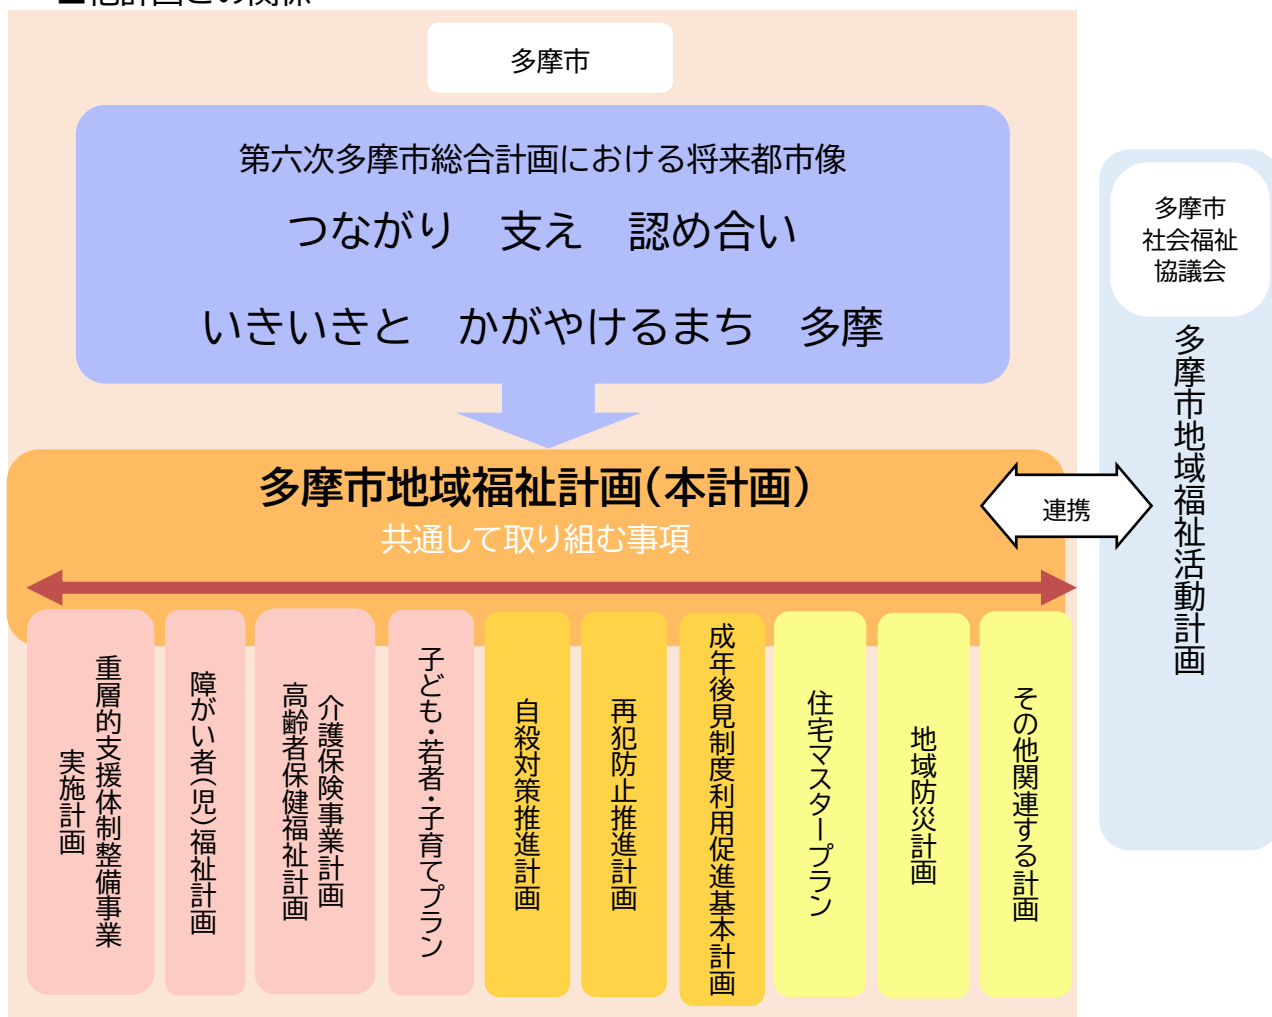 ■他計画との関係
多摩市
第六次多摩市総合計画における将来都市像
つながり　支え　認め合い
いきいきと　かがやけるまち　多摩
多摩市地域福祉計画(本計画)
共通して取り組む事項
連携
多摩市
社会福祉
協議会
多摩市地域福祉活動計画
重層的支援体制整備事業
実施計画
障がい者(児)福祉計画
介護保険事業計画
高齢者保健福祉計画
子ども・若者・子育てプラン
自殺対策推進計画
再犯防止推進計画
成年後見制度利用促進基本計画
住宅マスタープラン
地域防災計画
その他関連する計画